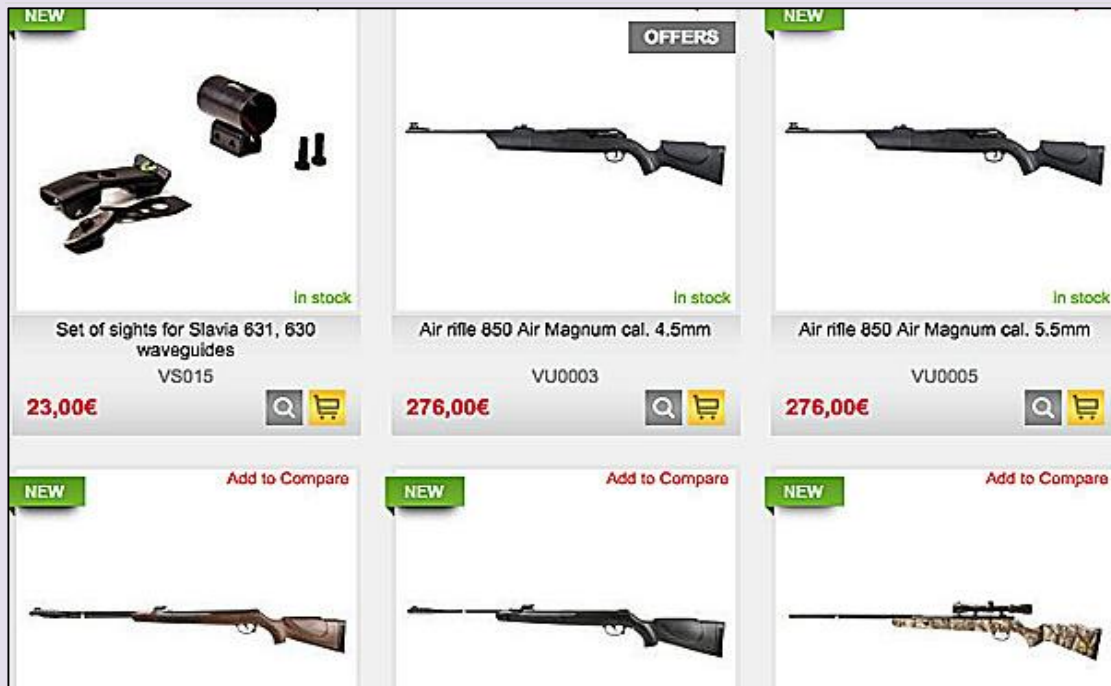 NEW
OFFERS
NEW
in stock
in stock
in stock
Set of sights for Slavia 631, 630
waveguides
Air rifle 850 Air Magnum cal. 4.5mm
Air rifle 850 Air Magnum cal. 5.5mm
VS015
VU0003
VU0005
23,00€
276,00€
276,00€
NEW
Add to Compare
NEW
Add to Compare
NEW
Add to Compare